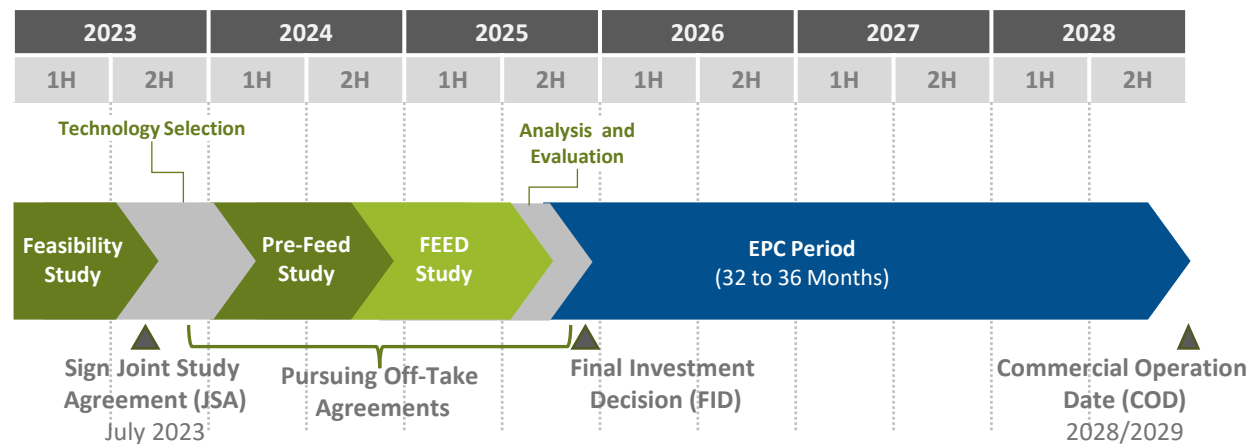 2023 2024 2025 2026 2027 2028
1H 2H 1H 2H 1H 2H 1H 2H 1H 2H 1H 2H
Technology Selection
Analysis and
Evaluation
Feasibility
Study
Pre-Feed
Study
FEED
Study
EPC Period
(32 to 36 Months)
Sign Joint Study
Agreement (JSA)
July 2023
Pursuing Off-Take
Agreements
Final Investment
Decision (FID)
Commercial Operation
Date (COD)
2028/2029